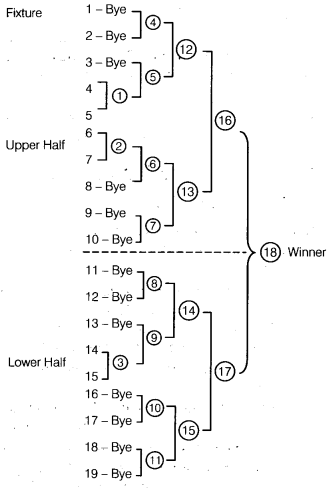 Fixture
1 – Bye
④
2 – Bye
⑫
3 – Bye
⑤
4
①
5
⑯
6
Upper Half
②
7
⑥
8 – Bye
⑬
9 – Bye
⑦
10 – Bye
⑱ Winner
11 – Bye
⑧
12 – Bye
⑭
13 – Bye
⑨
14
Lower Half
③
15
⑰
16 – Bye
⑩
17 – Bye
⑮
18 – Bye
⑪
19 – Bye